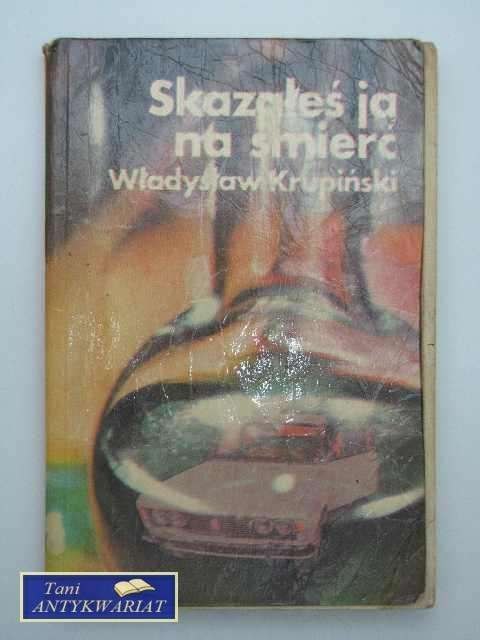 Skazałeś ją
na śmierć
Władysław Krupiński
Tani
ANTYKWARIAT